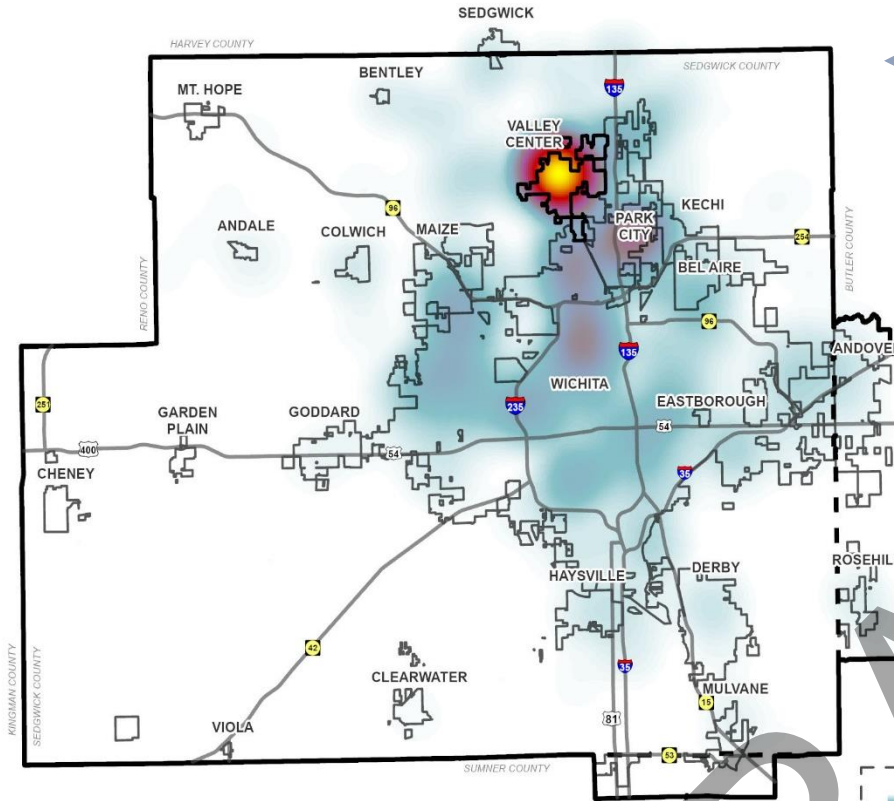 SEDGWICK
HARVEY COUNTY
SEDGWICK COUNTY
BENTLEY
MT. HOPE
135
VALLEY
CENTER
96
ANDALE
COLWICH
MAIZE
PARK
CITY
KECHI
254
BEL AIRE
BUTLER COUNTY
RENO COUNTY
96
135
ANDOVE
WICHITA
251
235
EASTBOROUGH
GARDEN
PLAIN
GODDARD
54
400
54
CHENEY
35
HAYSVILLE
DERBY
ROSEHIL
KINGMAN COUNTY
SEDGWICK COUNTY
42
35
CLEARWATER
MULVANE
15
81
VIOLA
53
SUMNER COUNTY